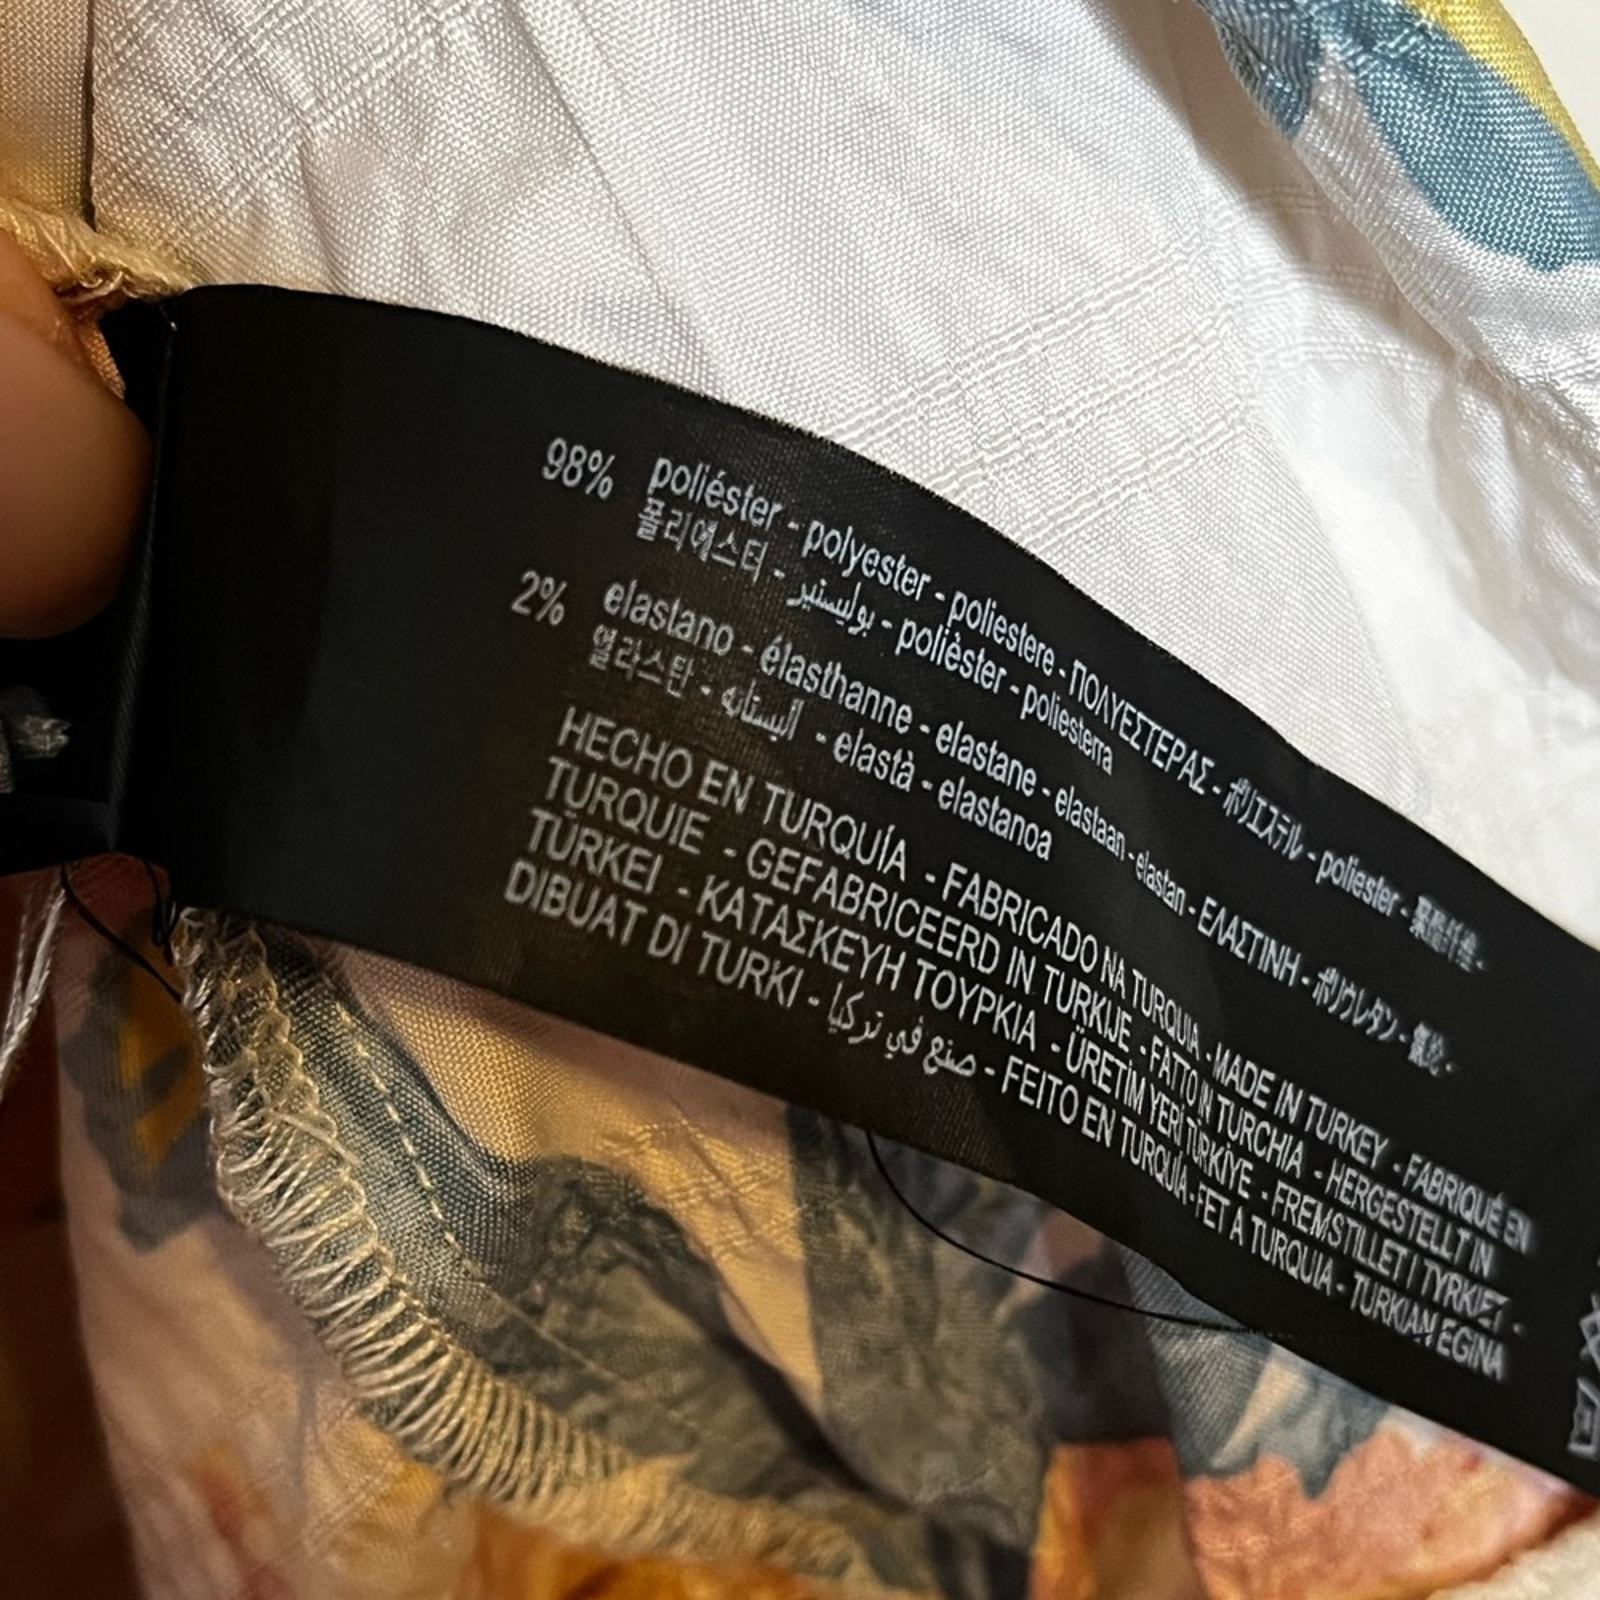 98% poliéster - polyester - poliestere - ΠΟΛΥΕΣΤΕΡΑΣ - ポリエステル - poliester -
폴리에스터 - بوليستير - polièster - poliesterra
2% elastano - élasthanne - elastane - elastaan - elastan - ΕΛΑΣΤΙΝΗ - ポリウレタン -
엘라스탄 - - elastà - elastanoa
HECHO EN TURQUÍA - FABRICADO NA TURQUIA - MADE IN TURKEY - FABRIQUÉ EN
TURQUIE - GEFABRICEERD IN TURKIJE - FATTO IN TURCHIA - HERGESTELLT IN
TÜRKEI - ΚΑΤΑΣΚΕΥΗ ΤΟΥΡΚΙΑ - ÜRETİM YERİ TÜRKİYE - FREMSTILLET I TYRKIET -
DIBUAT DI TURKI - صنع في تركيا - FEITO EN TURQUÍA - FET A TURQUIA - TURKIAN EGINA